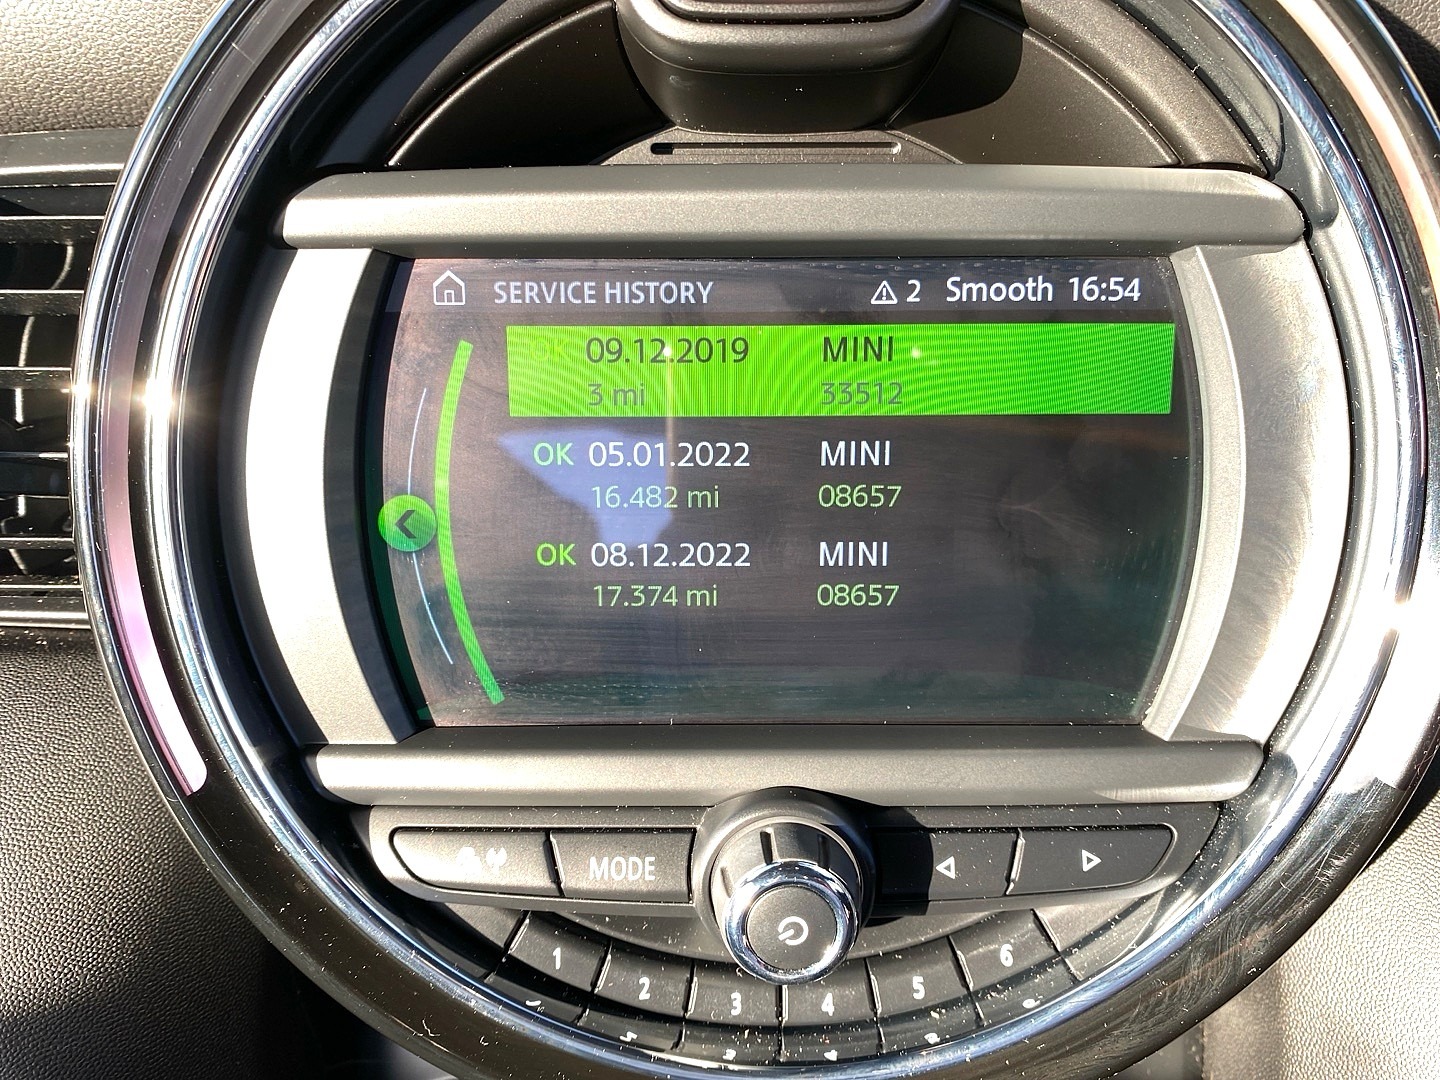 SERVICE HISTORY 2 Smooth 16:54
OK 09.12.2019 MINI
3 mi 33512
OK 05.01.2022 MINI
16.482 mi 08657
OK 08.12.2022 MINI
17.374 mi 08657
MODE
1 2 3 4 5 6